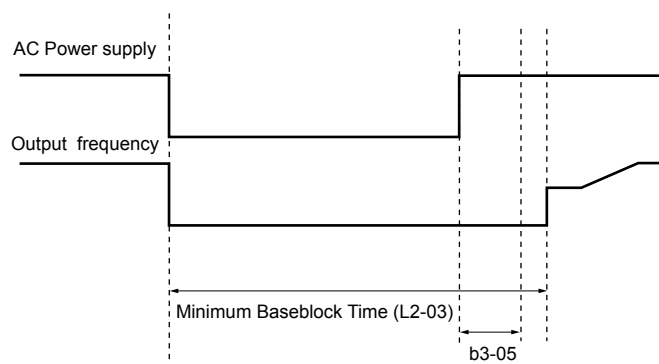 AC Power supply
Output frequency
Minimum Baseblock Time (L2-03)
b3-05